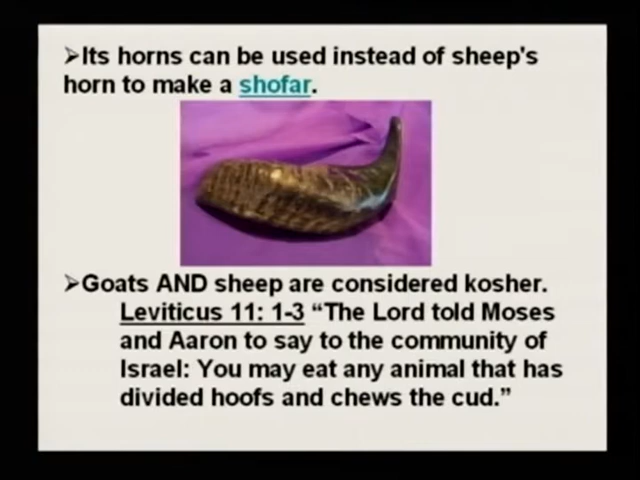 ➢Its horns can be used instead of sheep's
horn to make a shofar.
➢Goats AND sheep are considered kosher.
Leviticus 11: 1-3 “The Lord told Moses
and Aaron to say to the community of
Israel: You may eat any animal that has
divided hoofs and chews the cud.”